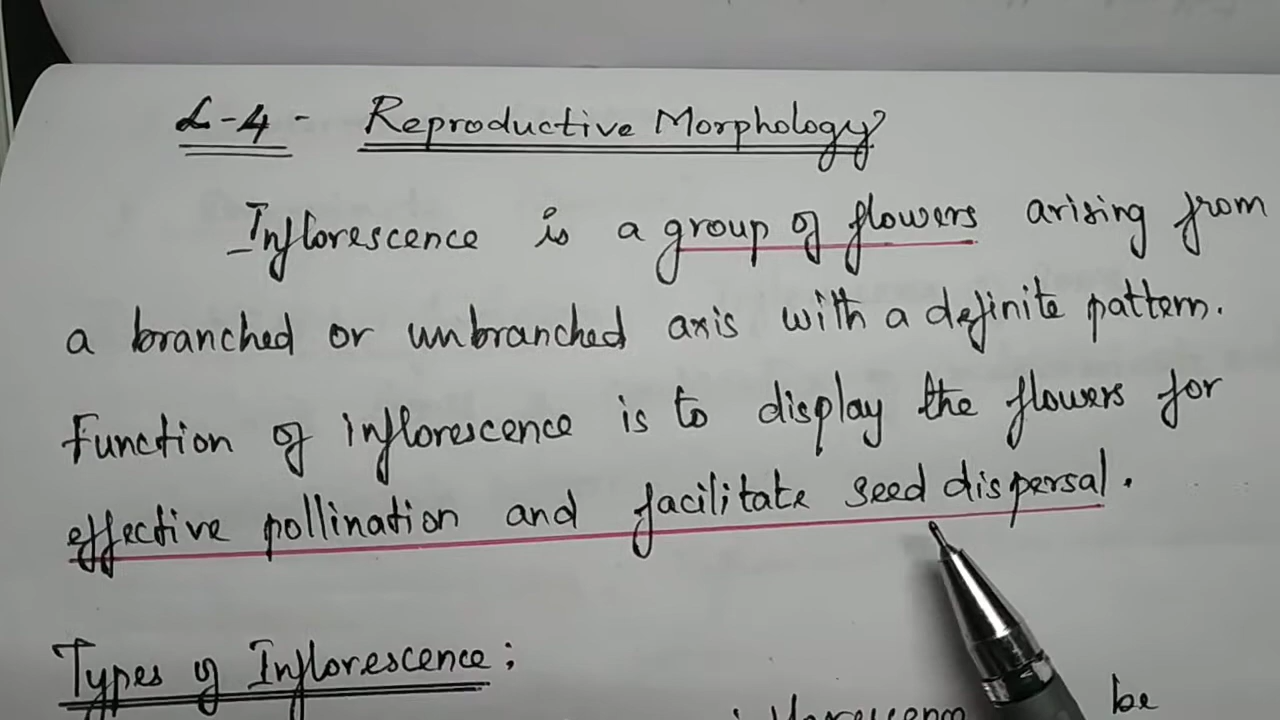 L-4- Reproductive Morphology
Inflorescence is a group of flowers arising from
a branched or unbranched axis with a definite pattern.
Function of inflorescence is to display the flowers for
effective pollination and facilitate seed dispersal.
Types of Inflorescence:
be